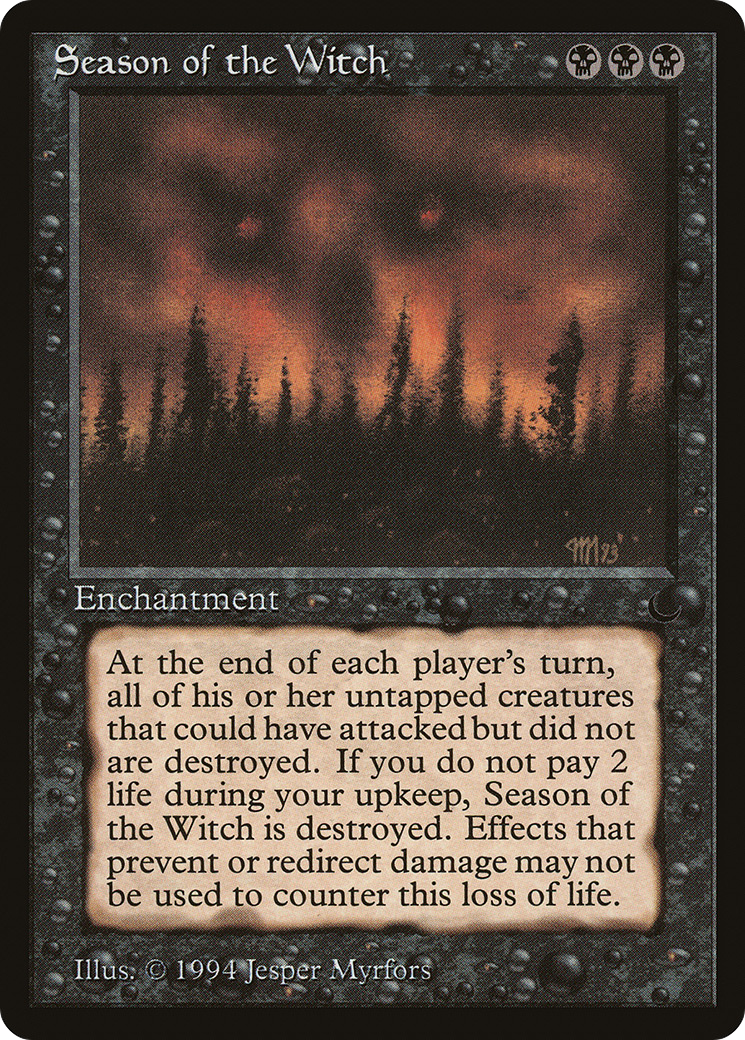 Season of the Witch
Enchantment
At the end of each player's turn,
all of his or her untapped creatures
that could have attacked but did not
are destroyed. If you do not pay 2
life during your upkeep, Season of
the Witch is destroyed. Effects that
prevent or redirect damage may not
be used to counter this loss of life.
Illus. © 1994 Jesper Myrfors